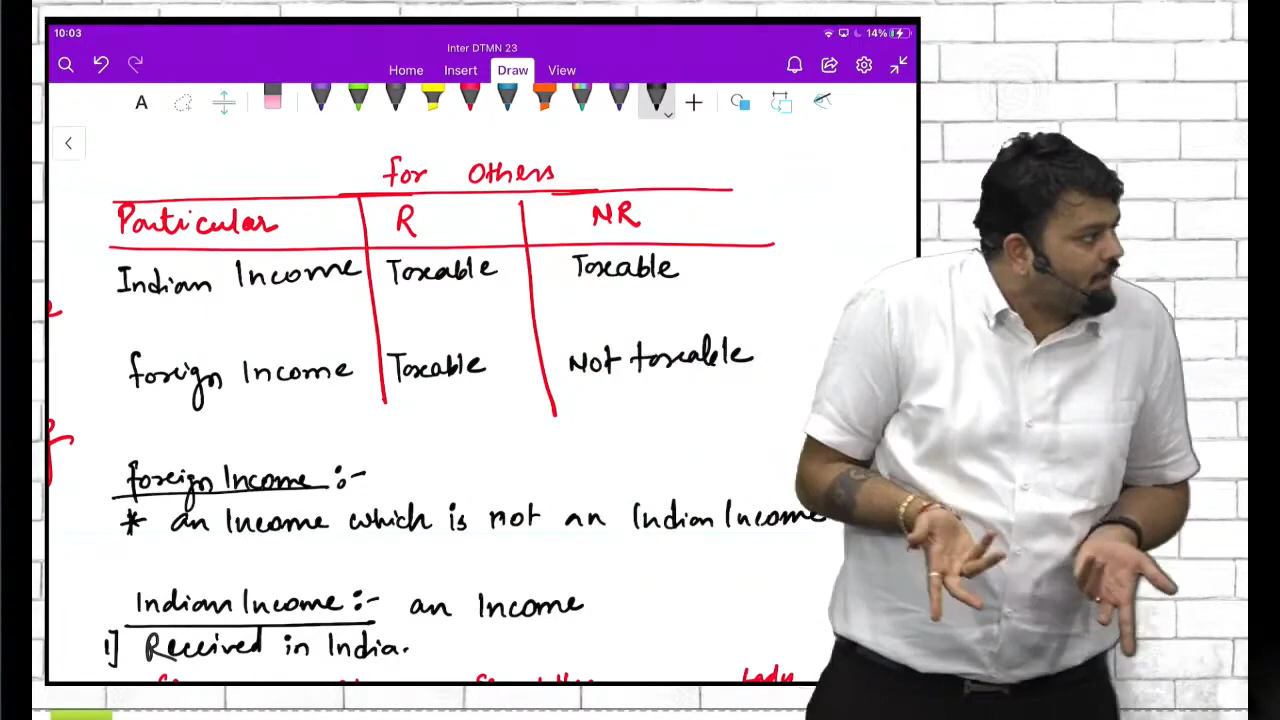 10:03
14%
Inter DTMN 23
Home Insert Draw View
A
for Others
Particular R NR
Indian Income Taxable Taxable
foreign Income Taxable Not taxable
foreign Income :-
* an Income which is not an Indian Income
Indian Income :- an Income
1] Received in India.